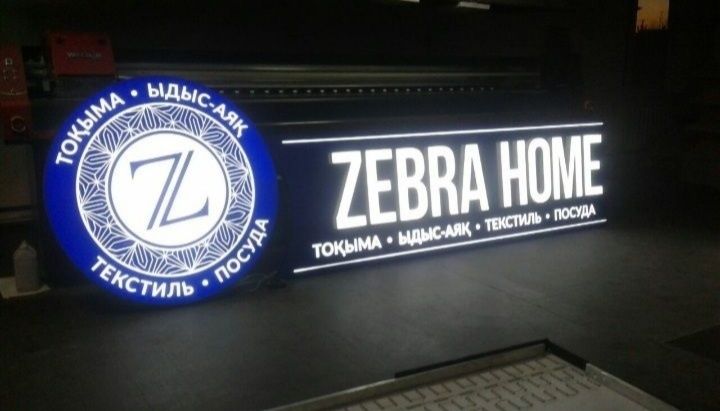 ТОҚЫМА • ЫДЫС-АЯҚ
Z
ТЕКСТИЛЬ • ПОСУДА
ZEBRA HOME
ТОҚЫМА • ЫДЫС-АЯҚ • ТЕКСТИЛЬ • ПОСУДА